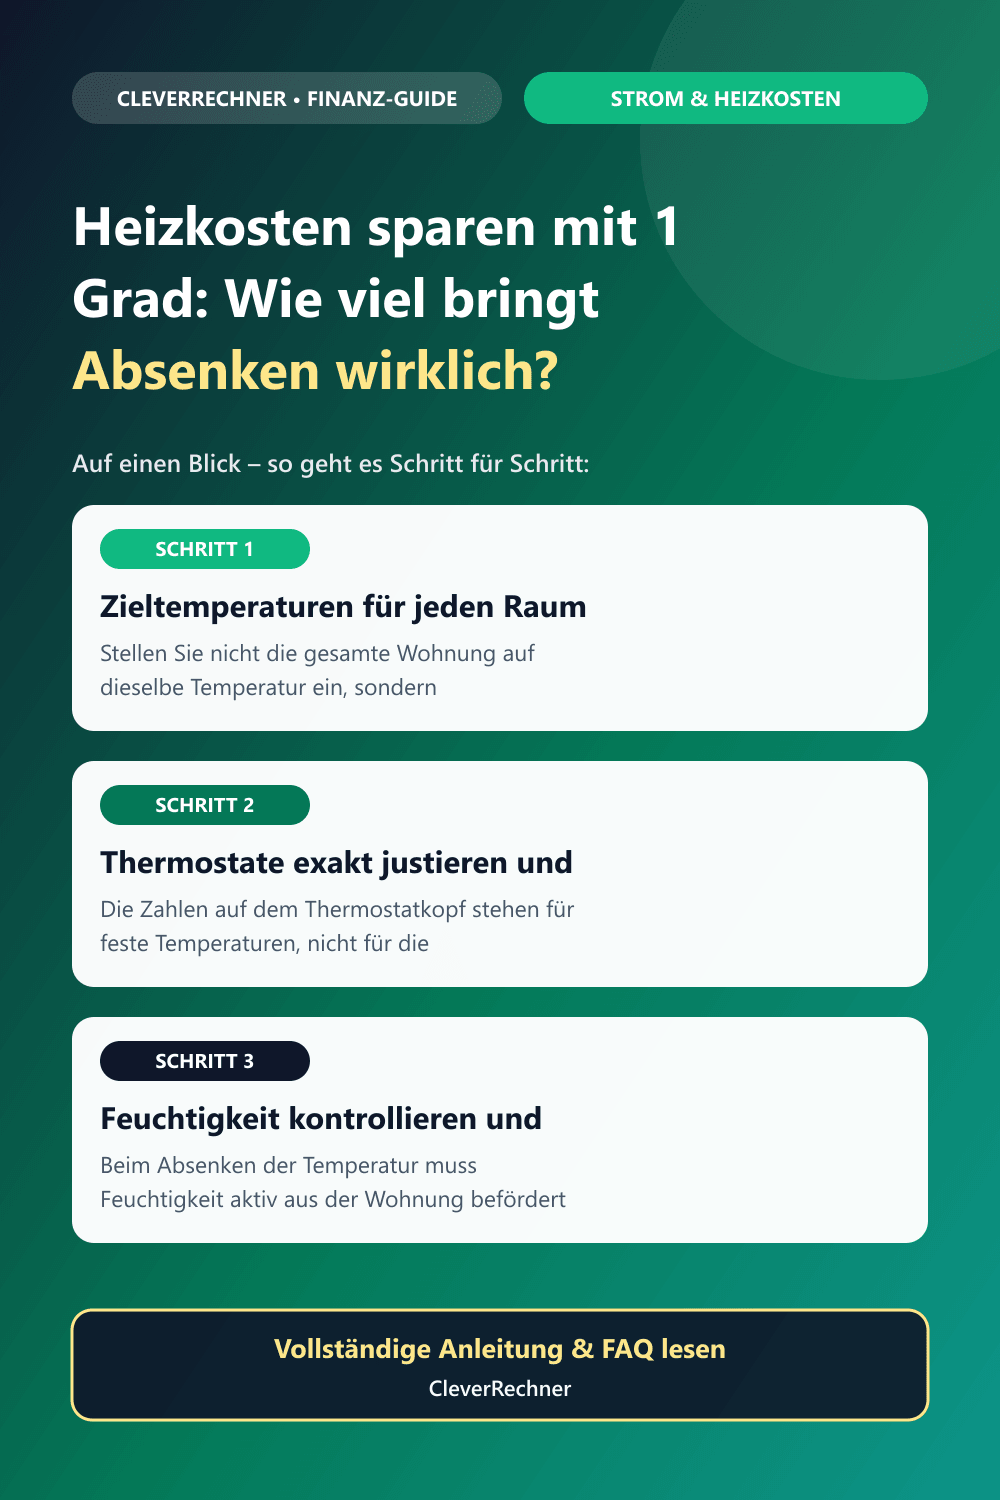 CLEVERRECHNER • FINANZ-GUIDE
STROM & HEIZKOSTEN
Heizkosten sparen mit 1
Grad: Wie viel bringt
Absenken wirklich?
Auf einen Blick – so geht es Schritt für Schritt:
SCHRITT 1
Zieltemperaturen für jeden Raum
Stellen Sie nicht die gesamte Wohnung auf
dieselbe Temperatur ein, sondern
SCHRITT 2
Thermostate exakt justieren und
Die Zahlen auf dem Thermostatkopf stehen für
feste Temperaturen, nicht für die
SCHRITT 3
Feuchtigkeit kontrollieren und
Beim Absenken der Temperatur muss
Feuchtigkeit aktiv aus der Wohnung befördert
Vollständige Anleitung & FAQ lesen
CleverRechner